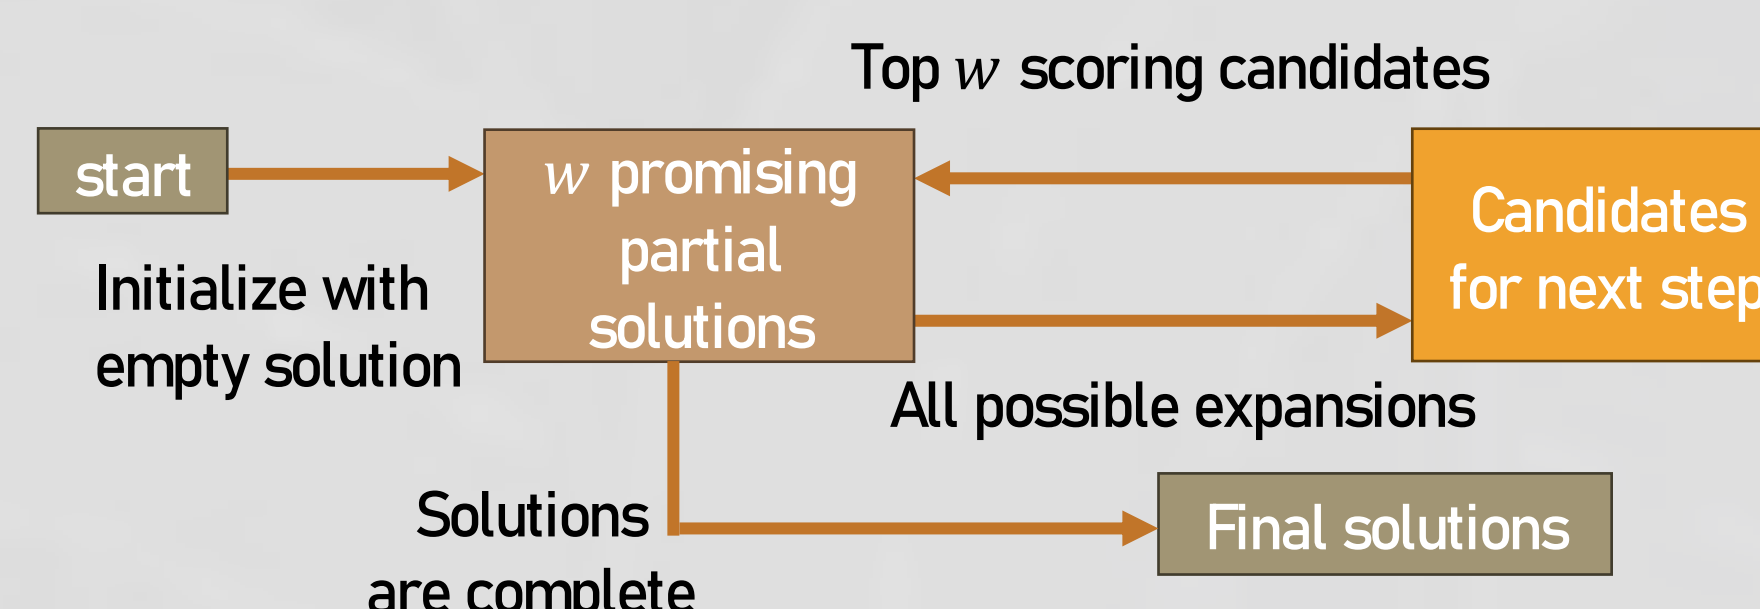 Top w scoring candidates
start
w promising
partial
solutions
Candidates
for next step
Initialize with
empty solution
All possible expansions
Solutions
are complete
Final solutions